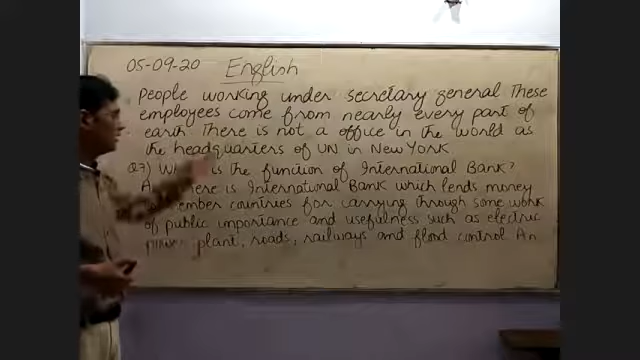 05-09-20 English
People working under secretary general These
employees come from nearly every part of
earth There is not a office in the world as
the headquarters of UN in New York.
Q7) is the function of International Bank?
here is International Bank which lends money
member countries for carrying through some work
of public importance and usefulness such as electric
power plant, roads, railways and flood control An